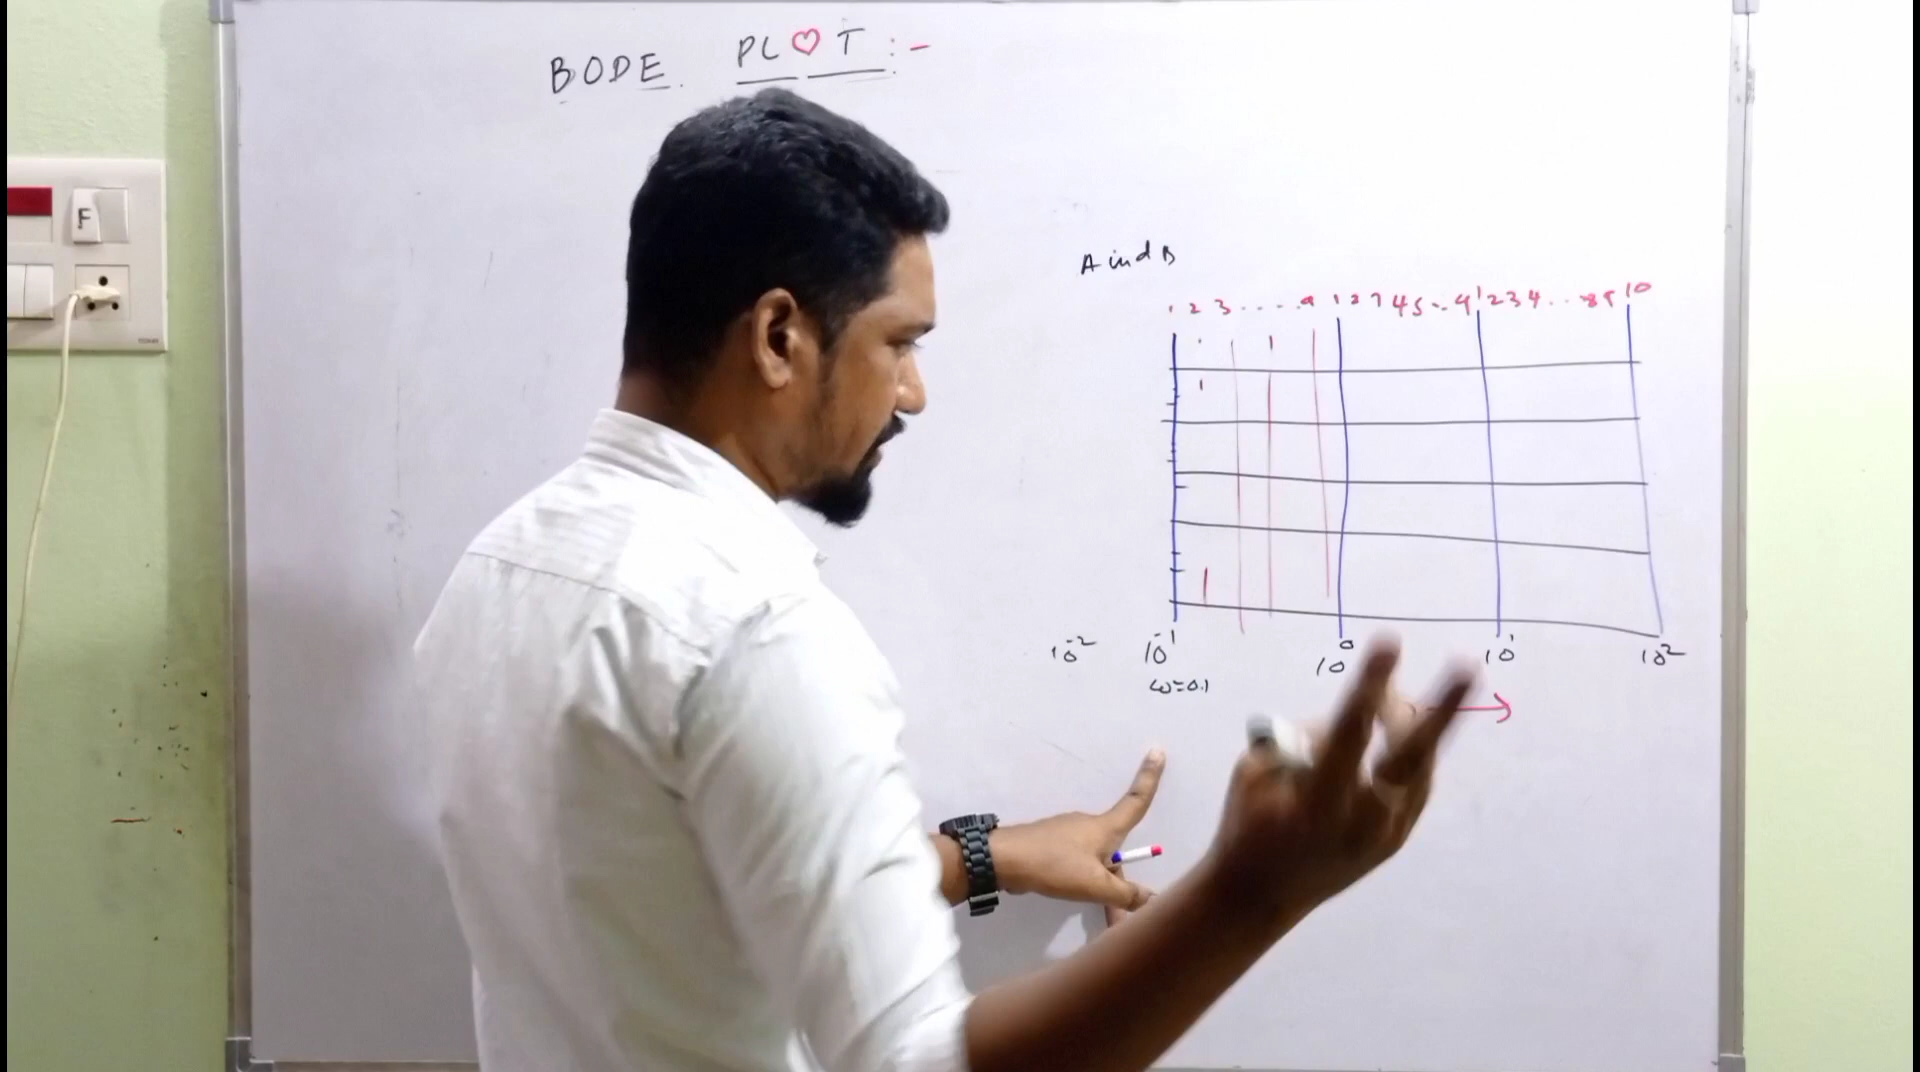 BODE PLOT :-
F
A in dB
1 2 3 .... 9 1 2 3 4 5 .. 9 1 2 3 4 .. 8 9 10
10⁻² 10⁻¹ 10⁰ 10¹ 10²
ω=0.1